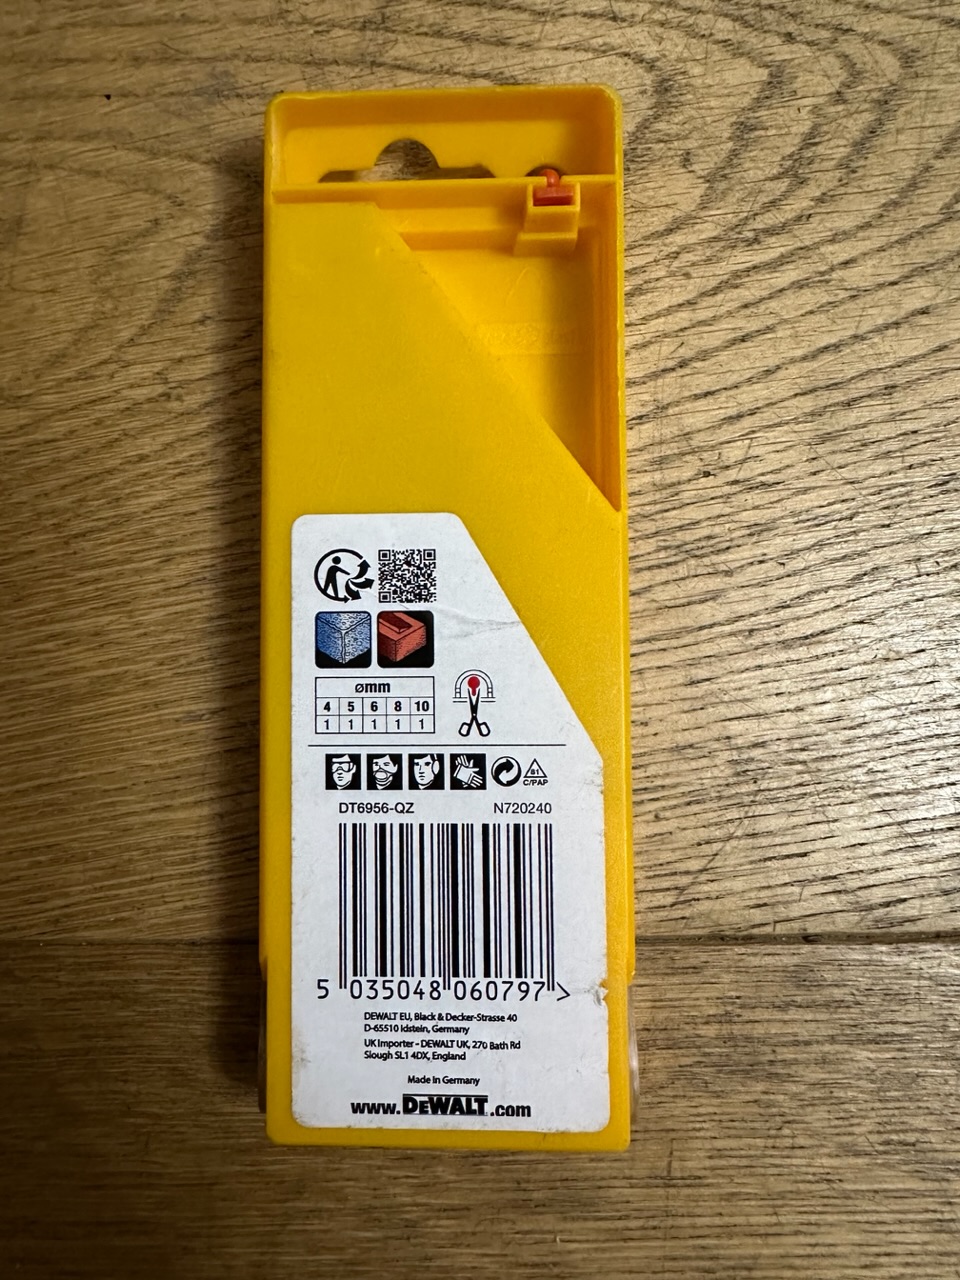 ømm
4 5 6 8 10
1 1 1 1 1
81
C/PAP
DT6956-QZ N720240
5 035048 060797 >
DEWALT EU, Black & Decker-Strasse 40
D-65510 Idstein, Germany
UK Importer - DEWALT UK, 270 Bath Rd
Slough SL1 4DX, England
Made in Germany
www.DEWALT.com